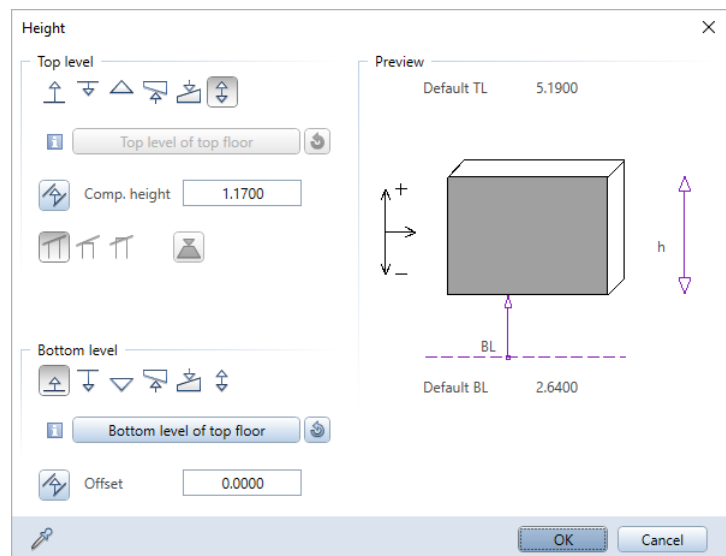 Height
Top level
Top level of top floor
Comp. height 1.1700
Bottom level
Bottom level of top floor
Offset 0.0000
Preview
Default TL 5.1900
+
−
h
BL
Default BL 2.6400
OK Cancel